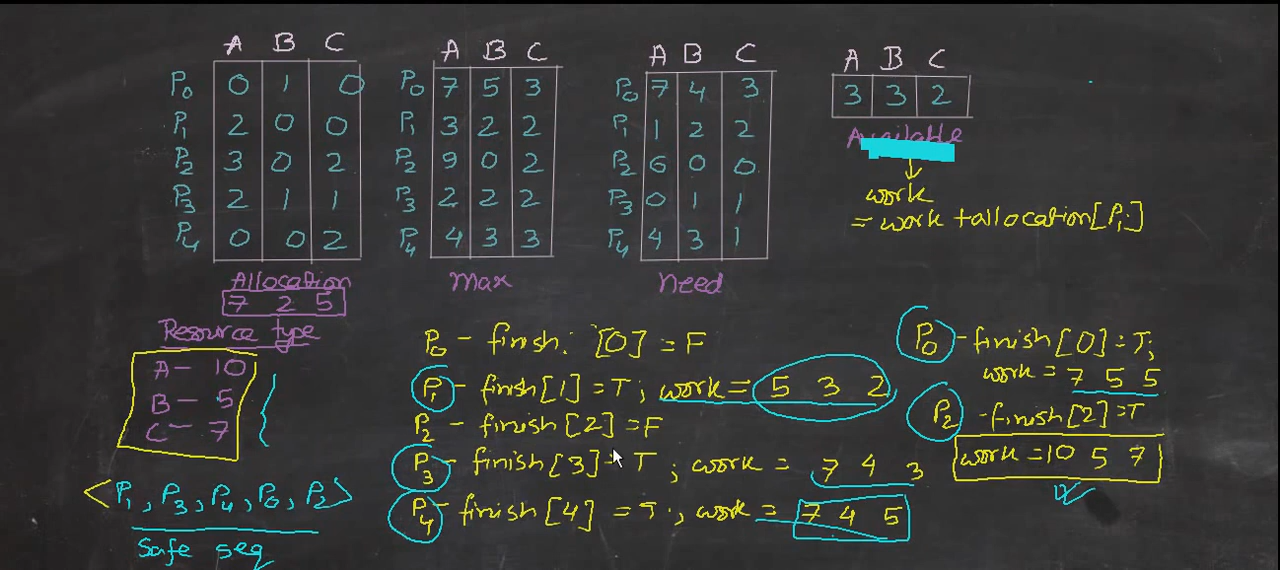 A B C
P0 0 1 0
P1 2 0 0
P2 3 0 2
P3 2 1 1
P4 0 0 2
Allocation
7 2 5
A B C
P0 7 5 3
P1 3 2 2
P2 9 0 2
P3 2 2 2
P4 4 3 3
Max
A B C
P0 7 4 3
P1 1 2 2
P2 6 0 0
P3 0 1 1
P4 4 3 1
Need
A B C
3 3 2
Available
work
= work + allocation[Pi]
Resource type
A - 10
B - 5
C - 7
<P1, P3, P4, P0, P2>
Safe seq
P0 - finish. [0] = F
P1 - finish[1] = T; work = 5 3 2
P2 - finish[2] = F
P3 - finish[3] = T; work = 7 4 3
P4 - finish[4] = T., work = 7 4 5
P0 - finish[0] = T;
work = 7 5 5
P2 - finish[2] = T
work = 10 5 7